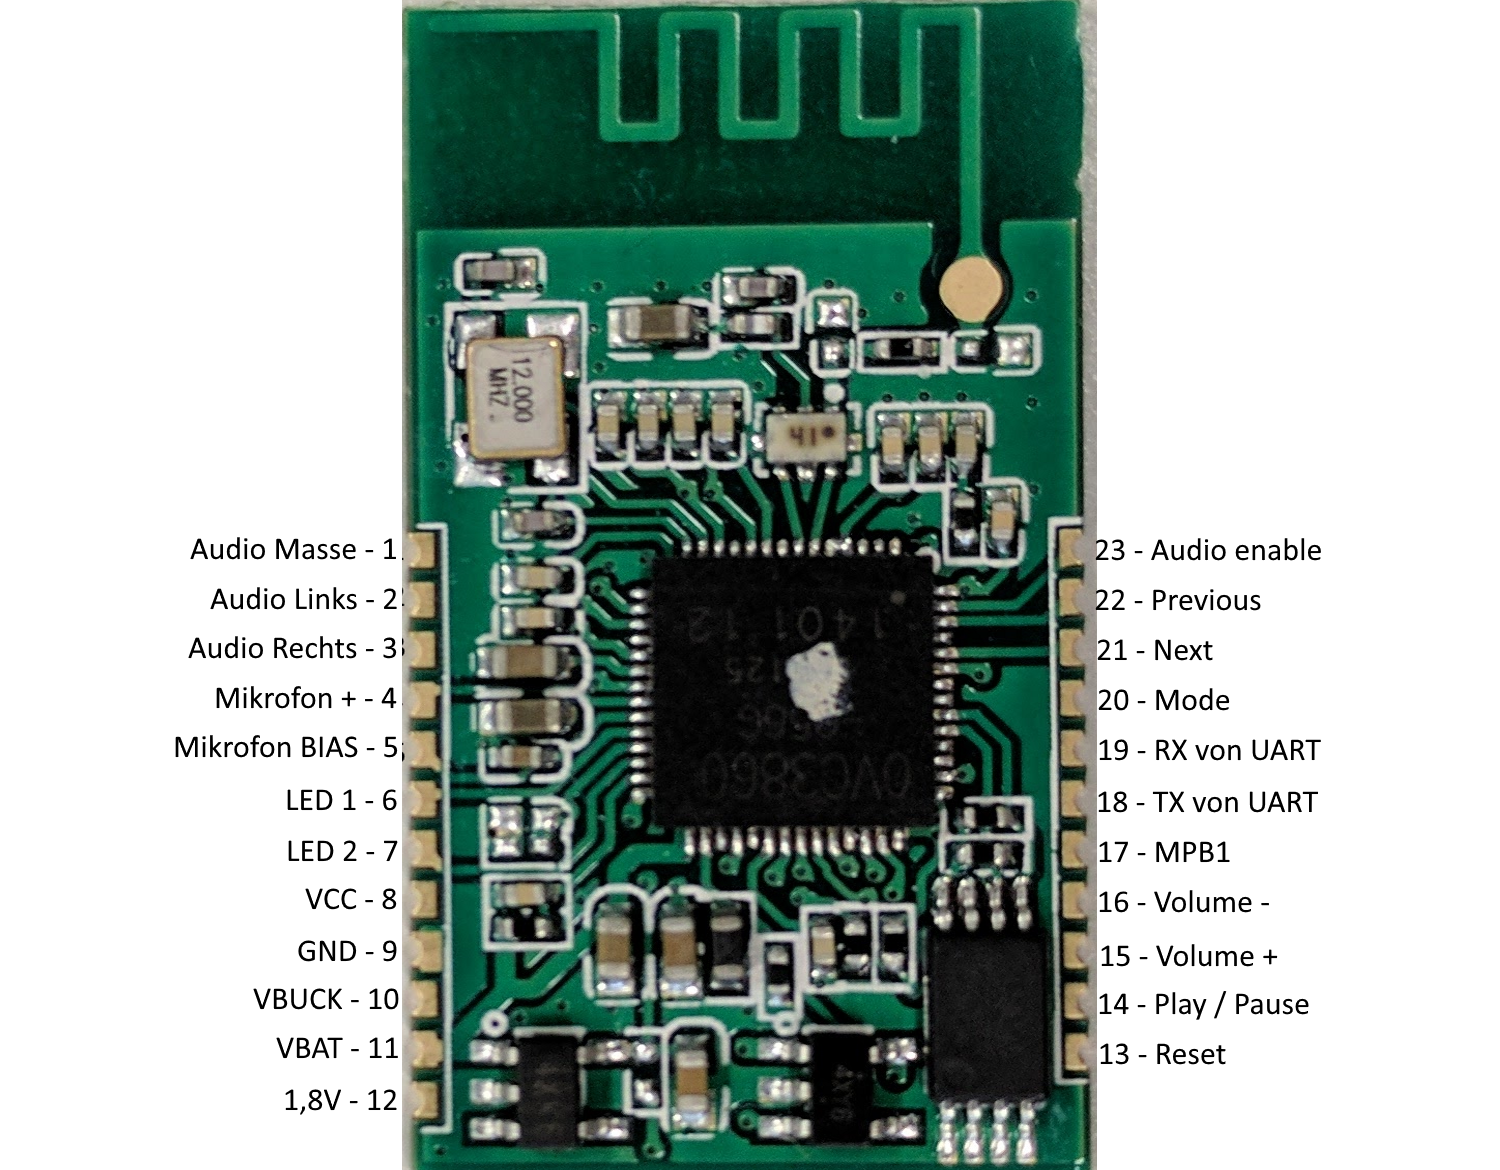 12.000
MHZ
41
Audio Masse - 1
Audio Links - 2
Audio Rechts - 3
Mikrofon + - 4
Mikrofon BIAS - 5
LED 1 - 6
LED 2 - 7
VCC - 8
GND - 9
VBUCK - 10
VBAT - 11
1,8V - 12
23 - Audio enable
22 - Previous
21 - Next
20 - Mode
19 - RX von UART
18 - TX von UART
17 - MPB1
16 - Volume -
15 - Volume +
14 - Play / Pause
13 - Reset
OVC3860
1401 12
4XY6